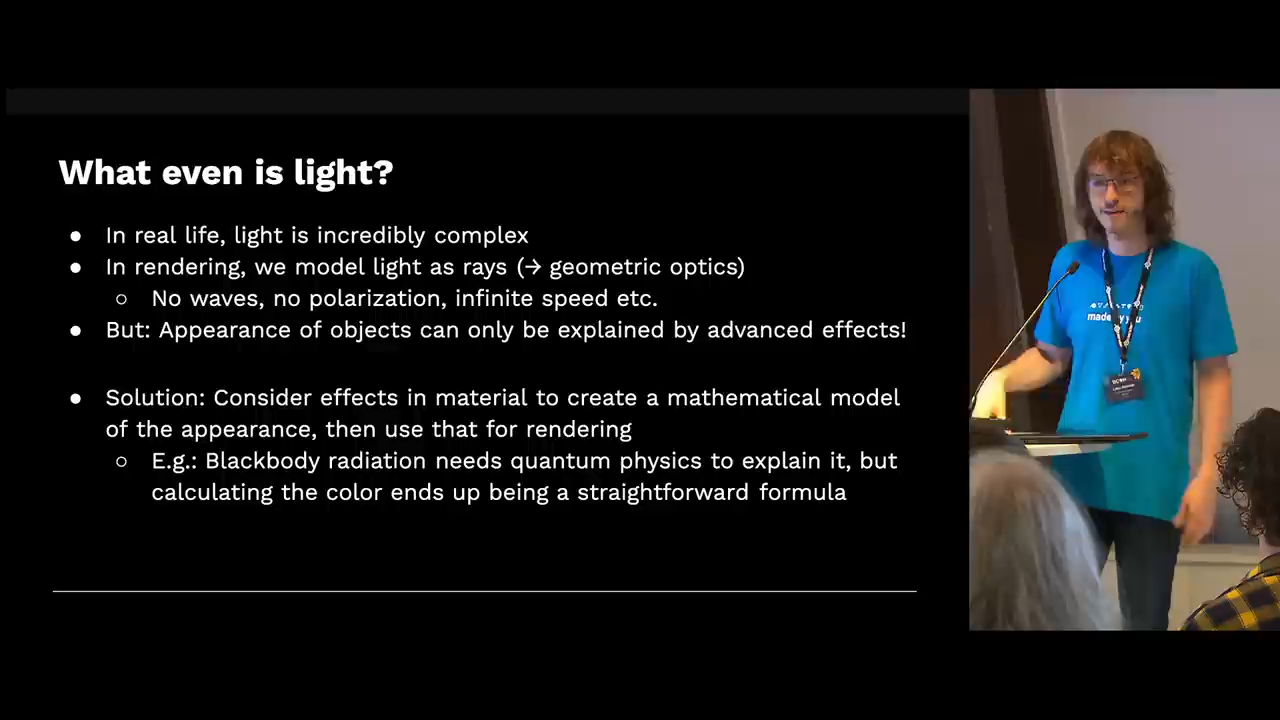 What even is light?
● In real life, light is incredibly complex
● In rendering, we model light as rays (→ geometric optics)
○ No waves, no polarization, infinite speed etc.
● But: Appearance of objects can only be explained by advanced effects!
● Solution: Consider effects in material to create a mathematical model
of the appearance, then use that for rendering
○ E.g.: Blackbody radiation needs quantum physics to explain it, but
calculating the color ends up being a straightforward formula
made by you